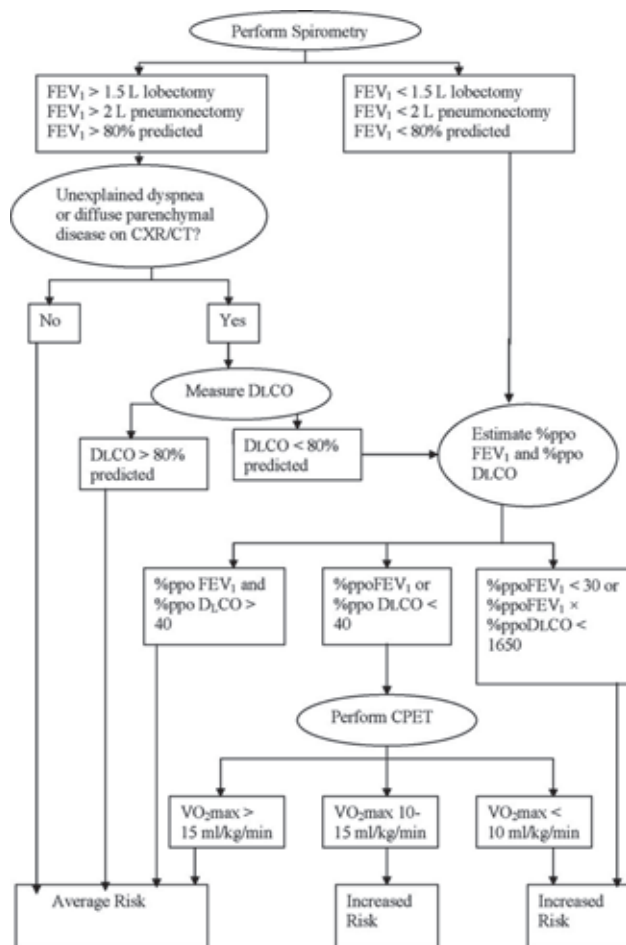 Perform Spirometry
FEV₁ > 1.5 L lobectomy
FEV₁ > 2 L pneumonectomy
FEV₁ > 80% predicted
FEV₁ < 1.5 L lobectomy
FEV₁ < 2 L pneumonectomy
FEV₁ < 80% predicted
Unexplained dyspnea
or diffuse parenchymal
disease on CXR/CT?
No
Yes
Measure DLCO
DLCO > 80%
predicted
DLCO < 80%
predicted
Estimate %ppo
FEV₁ and %ppo
DLCO
%ppo FEV₁ and
%ppo DLCO >
40
%ppoFEV₁ or
%ppo DLCO <
40
%ppoFEV₁ < 30 or
%ppoFEV₁ ×
%ppoDLCO <
1650
Perform CPET
VO₂max >
15 ml/kg/min
VO₂max 10-
15 ml/kg/min
VO₂max <
10 ml/kg/min
Average Risk
Increased
Risk
Increased
Risk